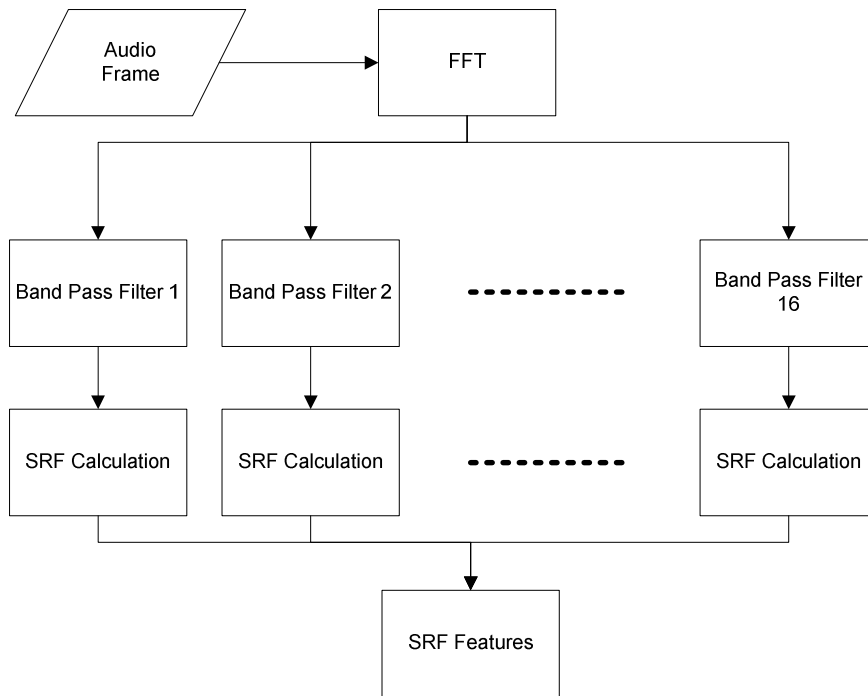 Audio
Frame
FFT
Band Pass Filter 1
Band Pass Filter 2
Band Pass Filter
16
SRF Calculation
SRF Calculation
SRF Calculation
SRF Features